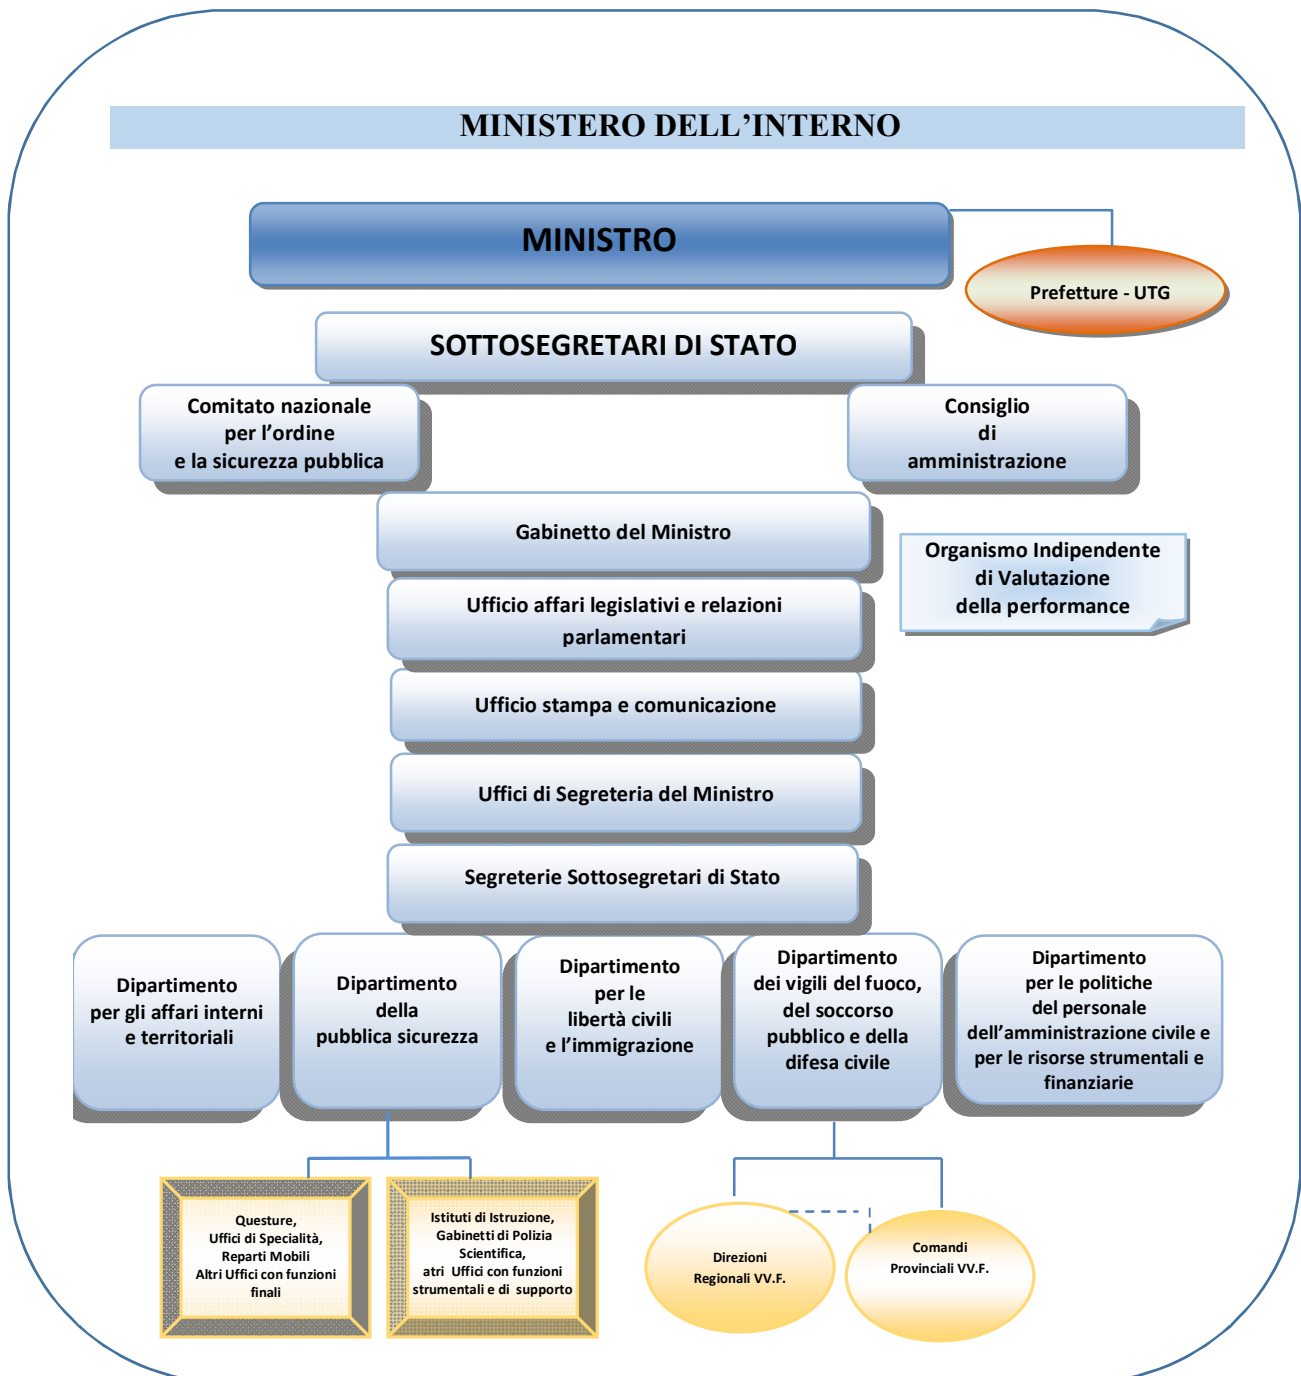 MINISTERO DELL’INTERNO
MINISTRO
Prefetture - UTG
SOTTOSEGRETARI DI STATO
Comitato nazionale
per l’ordine
e la sicurezza pubblica
Consiglio
di
amministrazione
Gabinetto del Ministro
Organismo Indipendente
di Valutazione
della performance
Ufficio affari legislativi e relazioni
parlamentari
Ufficio stampa e comunicazione
Uffici di Segreteria del Ministro
Segreterie Sottosegretari di Stato
Dipartimento
per gli affari interni
e territoriali
Dipartimento
della
pubblica sicurezza
Dipartimento
per le
libertà civili
e l’immigrazione
Dipartimento
dei vigili del fuoco,
del soccorso
pubblico e della
difesa civile
Dipartimento
per le politiche
del personale
dell’amministrazione civile e
per le risorse strumentali e
finanziarie
Questure,
Uffici di Specialità,
Reparti Mobili
Altri Uffici con funzioni
finali
Istituti di Istruzione,
Gabinetti di Polizia
Scientifica,
atri Uffici con funzioni
strumentali e di supporto
Direzioni
Regionali VV.F.
Comandi
Provinciali VV.F.